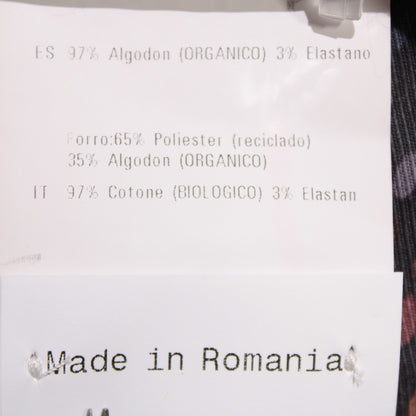 ES 97% Algodon (ORGANICO) 3% Elastano
Forro:65% Poliester (reciclado)
35% Algodon (ORGANICO)
IT 97% Cotone (BIOLOGICO) 3% Elastan
Made in Romania